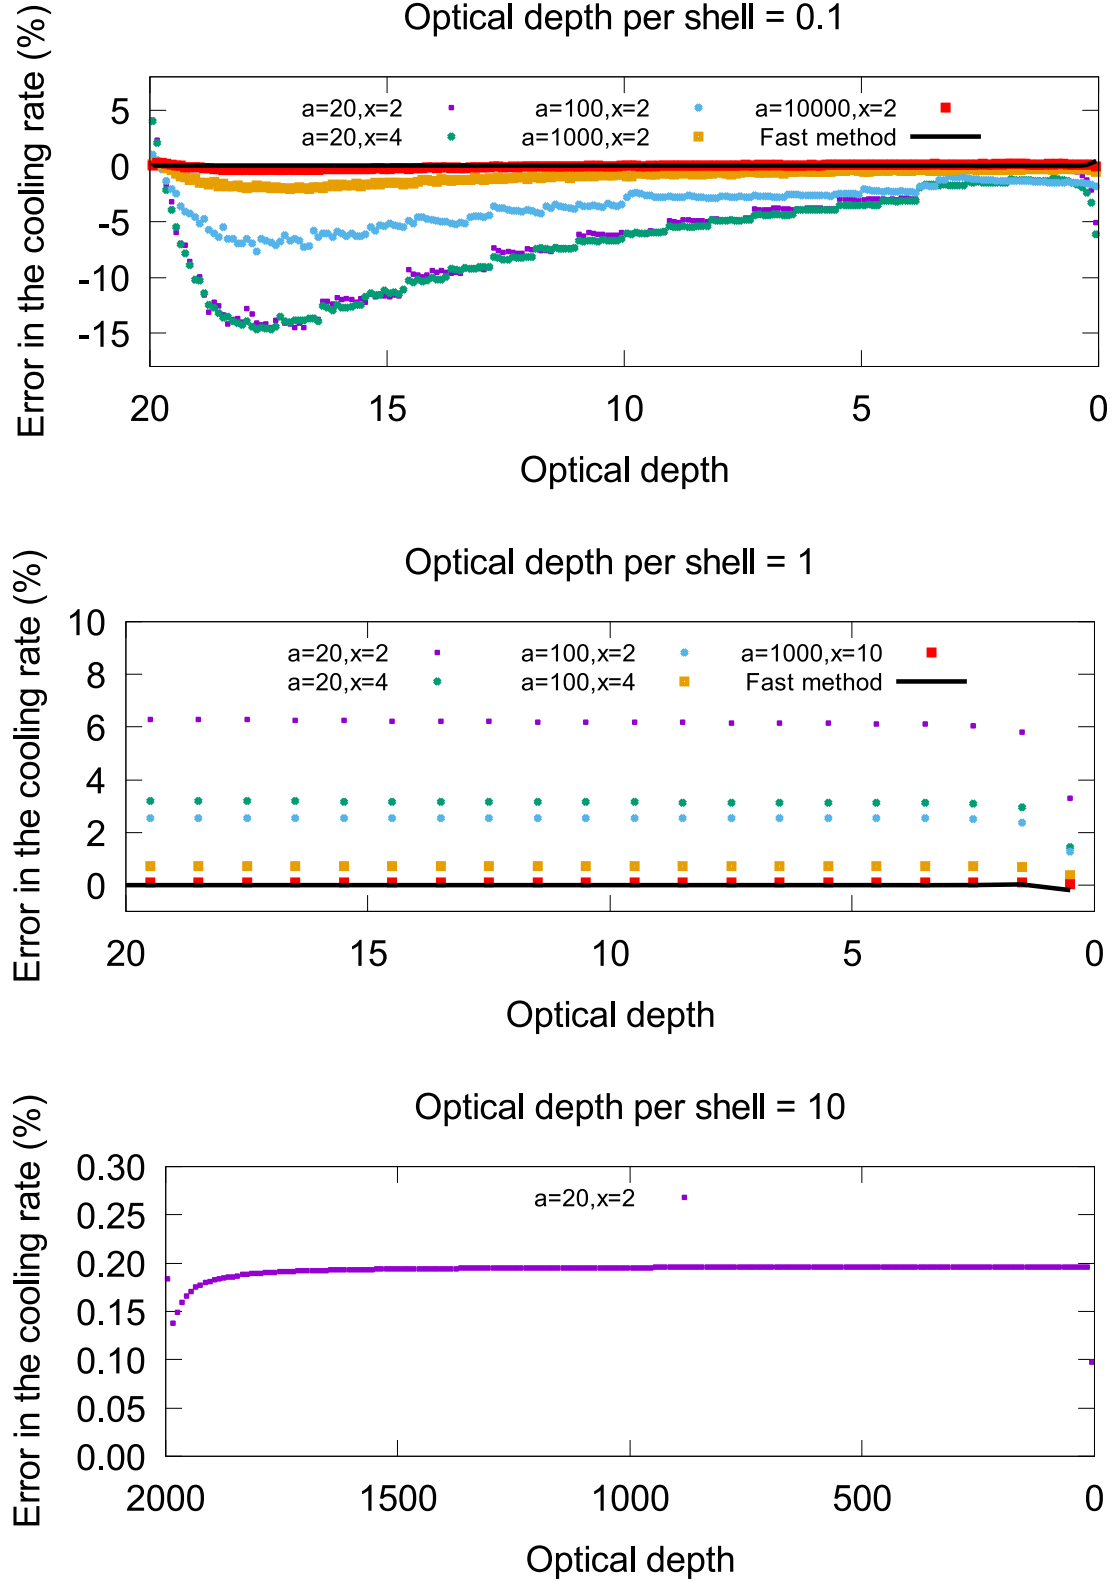 Optical depth per shell = 0.1
Error in the cooling rate (%)
a=20,x=2 a=100,x=2 a=10000,x=2
a=20,x=4 a=1000,x=2 Fast method
5
0
-5
-10
-15
20 15 10 5 0
Optical depth
Optical depth per shell = 1
Error in the cooling rate (%)
a=20,x=2 a=100,x=2 a=1000,x=10
a=20,x=4 a=100,x=4 Fast method
10
8
6
4
2
0
20 15 10 5 0
Optical depth
Optical depth per shell = 10
Error in the cooling rate (%)
a=20,x=2
0.30
0.25
0.20
0.15
0.10
0.05
0.00
2000 1500 1000 500 0
Optical depth